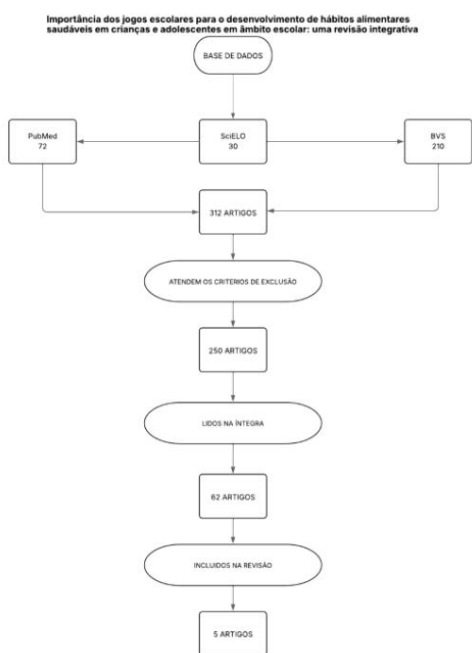 Importância dos jogos escolares para o desenvolvimento de hábitos alimentares
saudáveis em crianças e adolescentes em âmbito escolar: uma revisão integrativa
BASE DE DADOS
PubMed
72
SciELO
30
BVS
210
312 ARTIGOS
ATENDEM OS CRITERIOS DE EXCLUSÃO
250 ARTIGOS
LIDOS NA ÍNTEGRA
62 ARTIGOS
INCLUIDOS NA REVISÃO
5 ARTIGOS